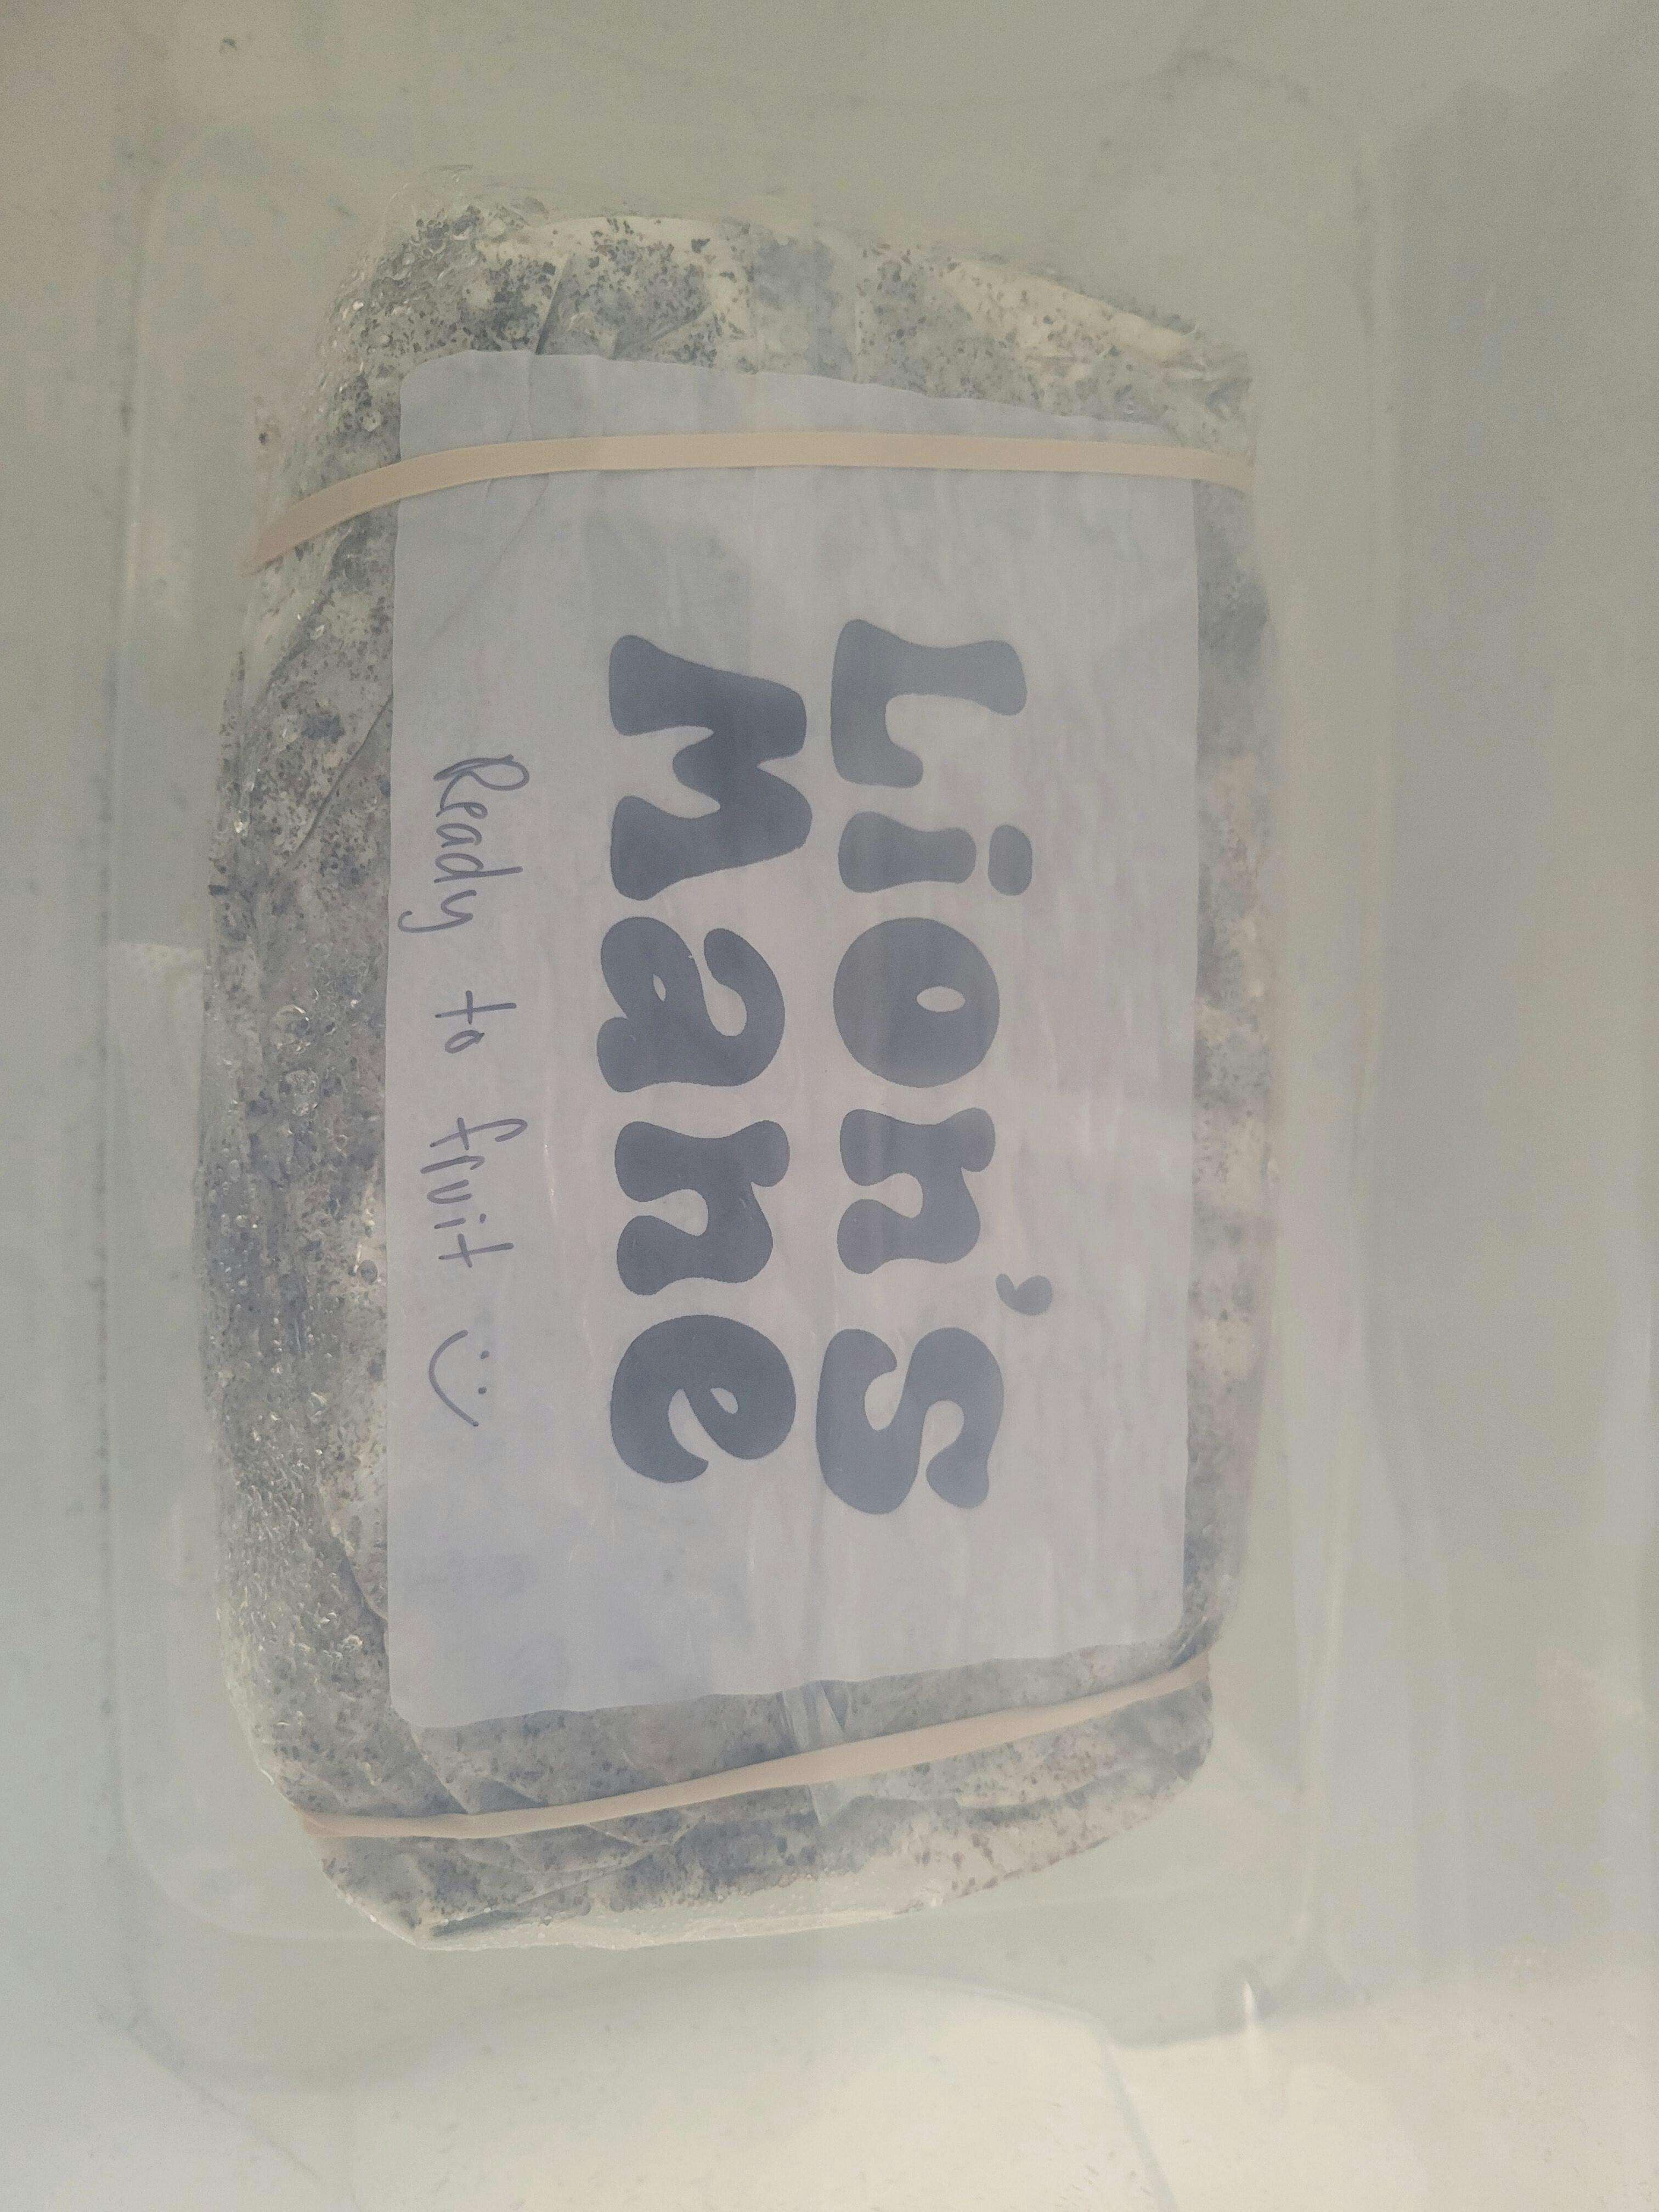 Lion's
Mane
Ready to fruit :)